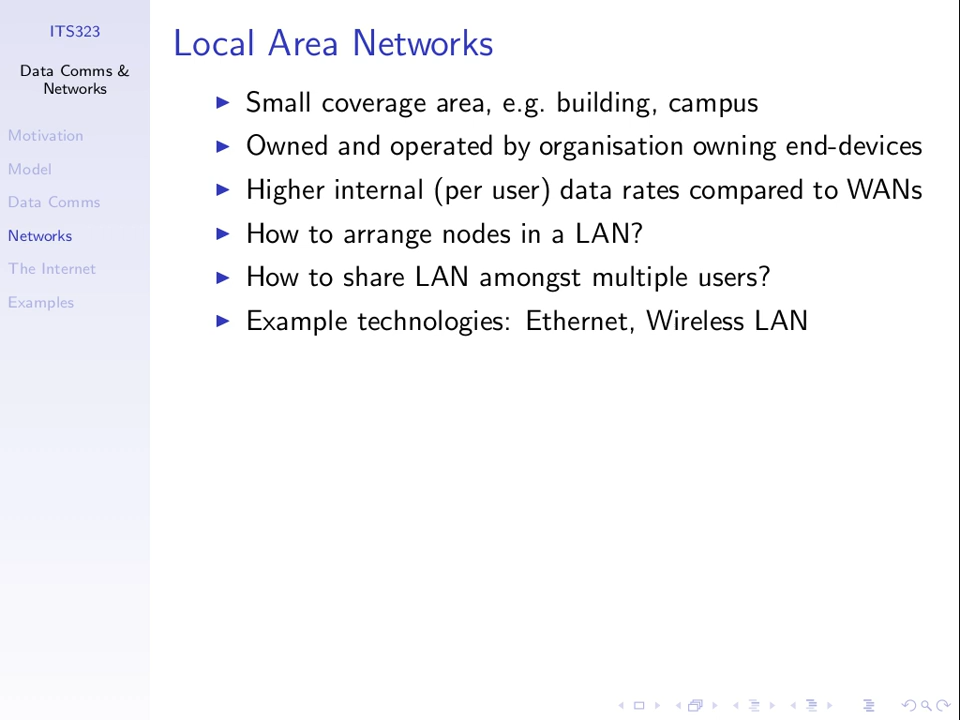 ITS323
Data Comms &
Networks
Motivation
Model
Data Comms
Networks
The Internet
Examples
Local Area Networks
Small coverage area, e.g. building, campus
Owned and operated by organisation owning end-devices
Higher internal (per user) data rates compared to WANs
How to arrange nodes in a LAN?
How to share LAN amongst multiple users?
Example technologies: Ethernet, Wireless LAN